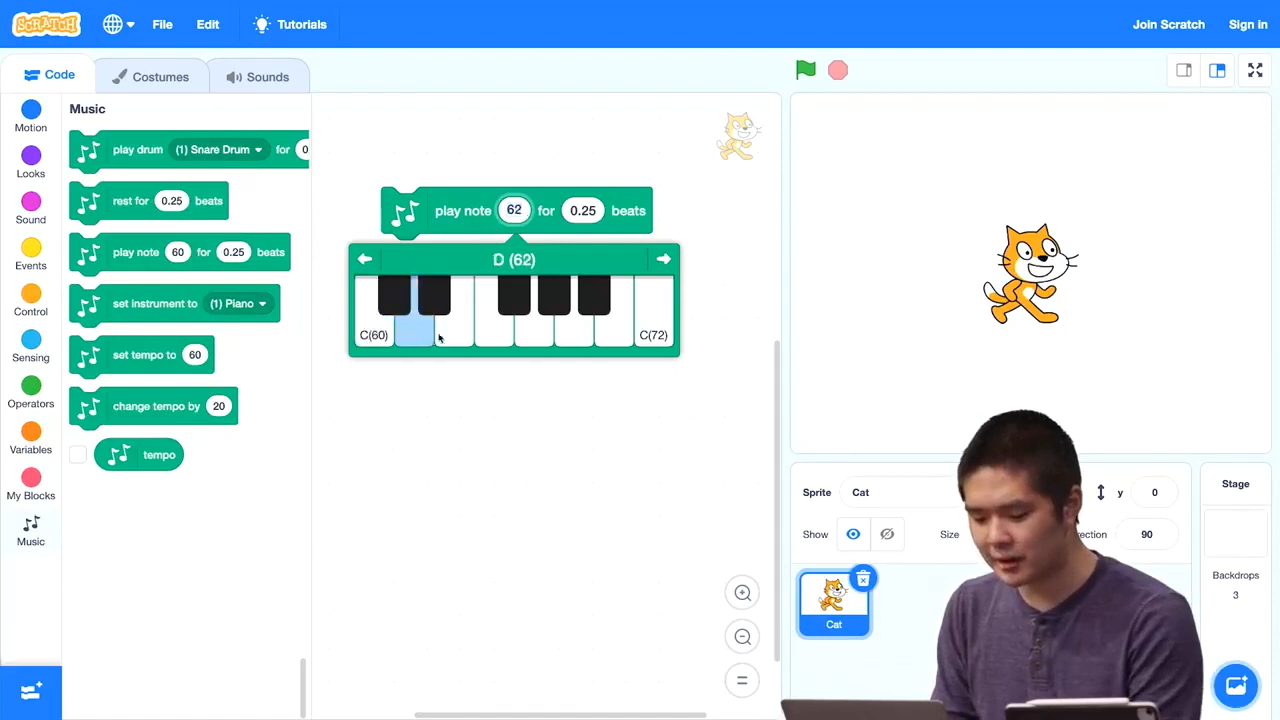 SCRATCH File Edit Tutorials Join Scratch Sign in
Code Costumes Sounds
Motion
Looks
Sound
Events
Control
Sensing
Operators
Variables
My Blocks
Music
Music
play drum (1) Snare Drum for 0
rest for 0.25 beats
play note 60 for 0.25 beats
set instrument to (1) Piano
set tempo to 60
change tempo by 20
tempo
play note 62 for 0.25 beats
D (62)
C(60) C(72)
Sprite Cat y 0
Show Size rection 90
Cat
Stage
Backdrops
3